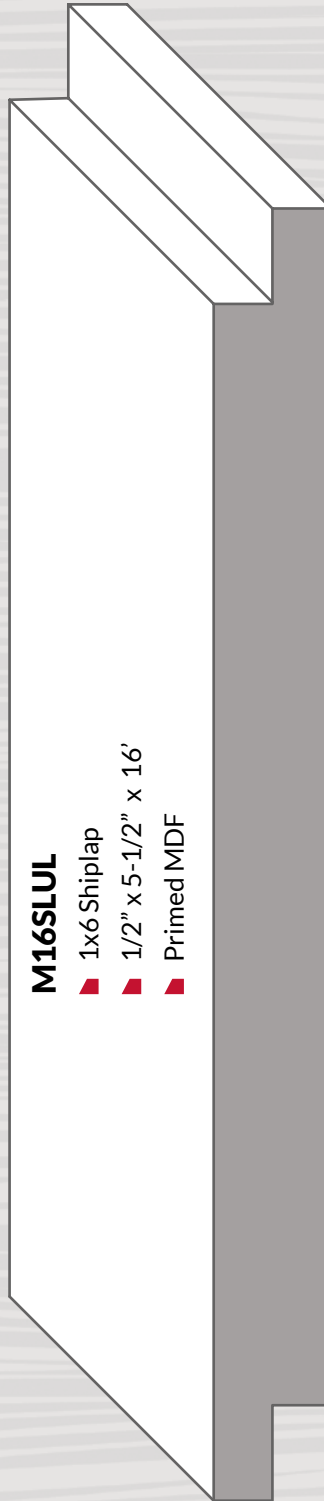 M16SLUL
1x6 Shiplap
1/2” x 5-1/2” x 16’
Primed MDF